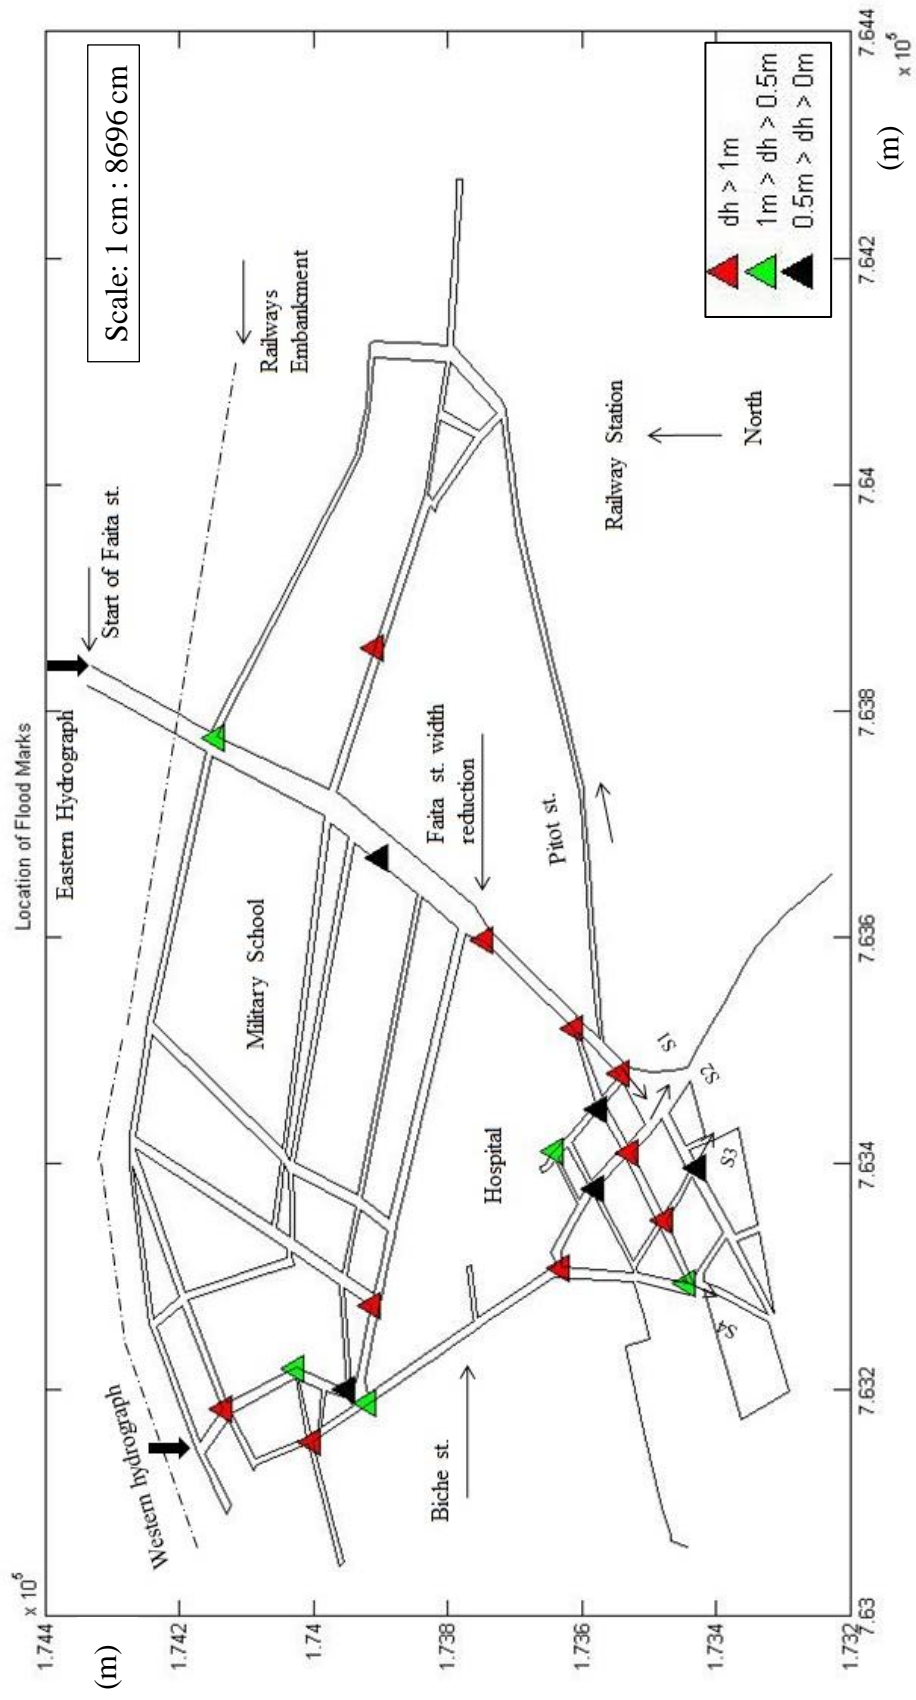 Location of Flood Marks
x 10^5
(m)
1.744
1.742
1.74
1.738
1.736
1.734
1.732
Eastern Hydrograph
Start of Faita st.
Scale: 1 cm : 8696 cm
Western hydrograph
Military School
Railways
Embankment
Faita st. width
reduction
Biche st.
Hospital
Pitot st.
Railway Station
North
S1
S2
S3
S4
dh > 1m
1m > dh > 0.5m
0.5m > dh > 0m
7.63
7.632
7.634
7.636
7.638
7.64
7.642
7.644
x 10^5
(m)